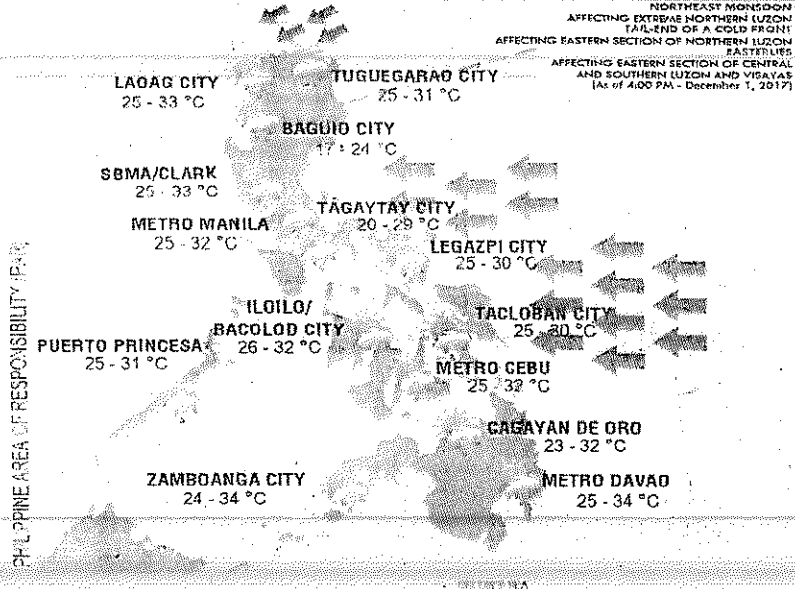 NORTHEAST MONSOON
AFFECTING EXTREME NORTHERN LUZON
TAIL-END OF A COLD FRONT
AFFECTING EASTERN SECTION OF NORTHERN LUZON
EASTERLIES
AFFECTING EASTERN SECTION OF CENTRAL
AND SOUTHERN LUZON AND VISAYAS
(As of 4:00 PM - December 1, 2017)
LAOAG CITY
25 - 33 °C
TUGUEGARAO CITY
25 - 31 °C
BAGUIO CITY
17 - 24 °C
SBMA/CLARK
25 - 33 °C
TAGAYTAY CITY
20 - 29 °C
METRO MANILA
25 - 32 °C
LEGAZPI CITY
25 - 30 °C
ILOILO/
BACOLOD CITY
26 - 32 °C
TACLOBAN CITY
25 - 30 °C
PUERTO PRINCESA
25 - 31 °C
METRO CEBU
25 - 32 °C
CAGAYAN DE ORO
23 - 32 °C
ZAMBOANGA CITY
24 - 34 °C
METRO DAVAO
25 - 34 °C
PHILIPPINE AREA OF RESPONSIBILITY (PAR)